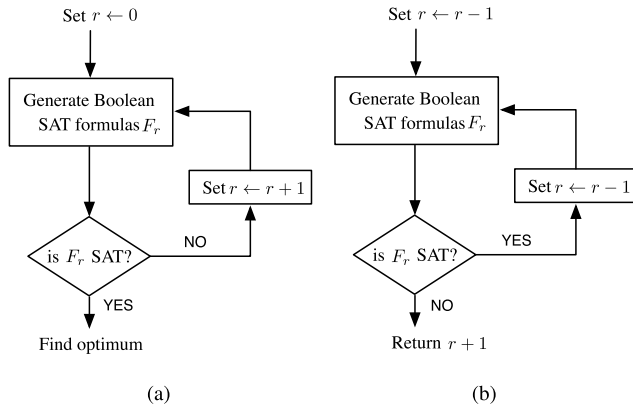 Set r ← 0
Generate Boolean
SAT formulas F_r
Set r ← r + 1
is F_r SAT?
NO
YES
Find optimum
(a)
Set r ← r − 1
Generate Boolean
SAT formulas F_r
Set r ← r − 1
is F_r SAT?
YES
NO
Return r + 1
(b)